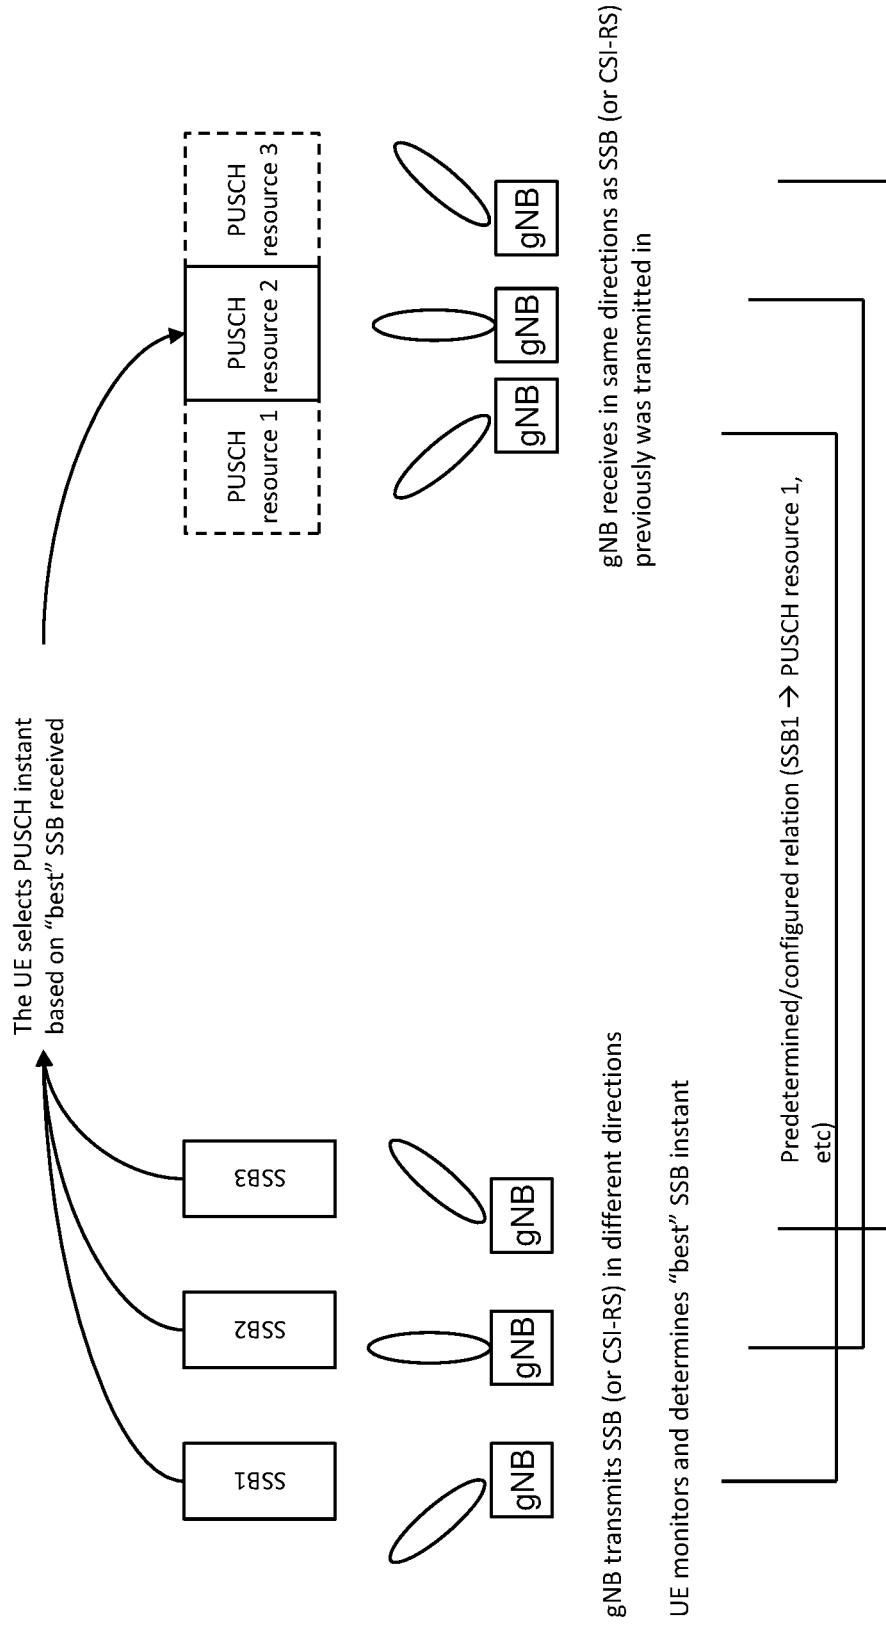 The UE selects PUSCH instant
based on “best” SSB received
SSB1
SSB2
SSB3
PUSCH
resource 1
PUSCH
resource 2
PUSCH
resource 3
gNB
gNB
gNB
gNB
gNB
gNB
gNB transmits SSB (or CSI-RS) in different directions
UE monitors and determines “best” SSB instant
gNB receives in same directions as SSB (or CSI-RS)
previously was transmitted in
Predetermined/configured relation (SSB1 → PUSCH resource 1,
etc)